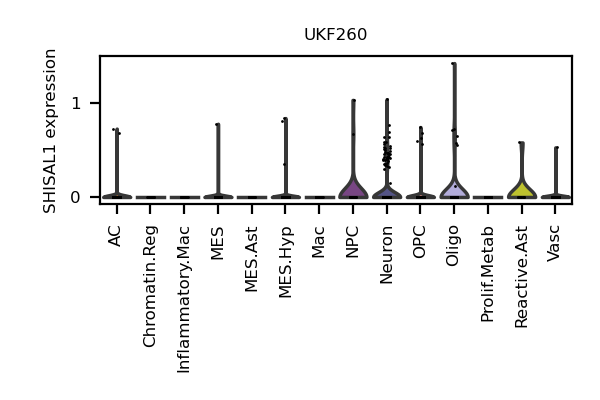 UKF260
SHISAL1 expression
1
0
AC
Chromatin.Reg
Inflammatory.Mac
MES
MES.Ast
MES.Hyp
Mac
NPC
Neuron
OPC
Oligo
Prolif.Metab
Reactive.Ast
Vasc